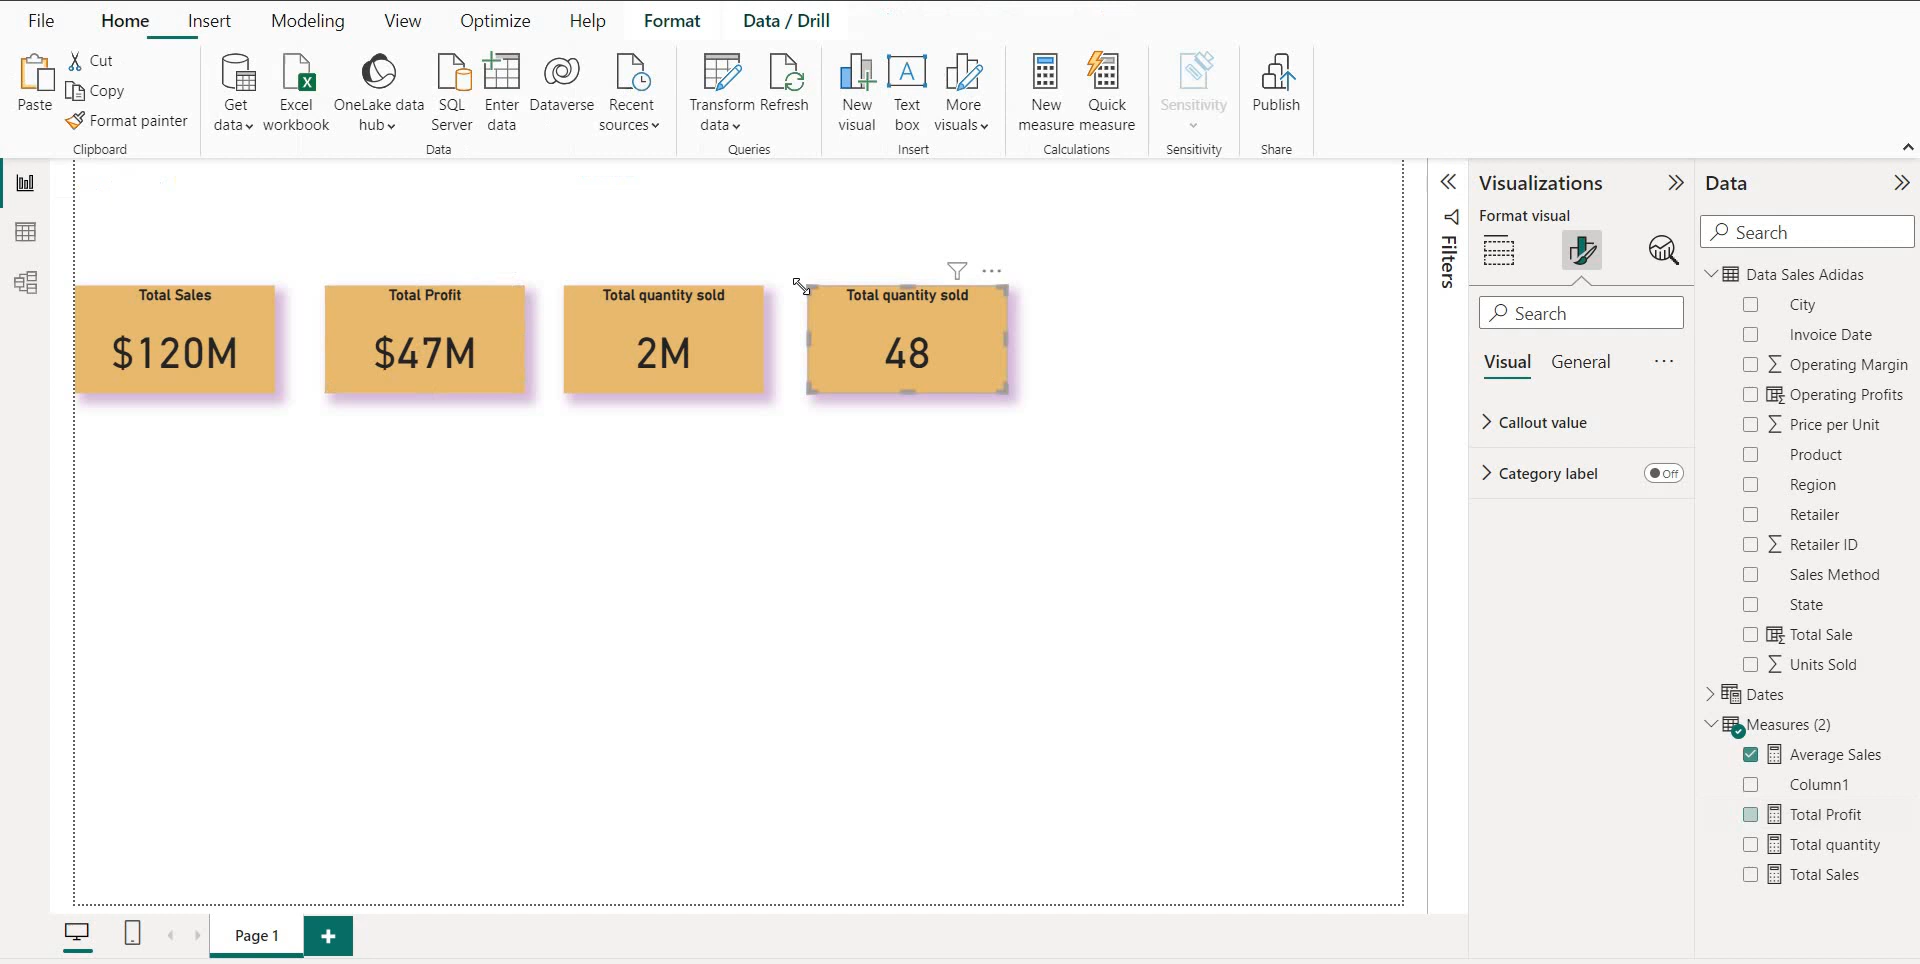 File Home Insert Modeling View Optimize Help Format Data / Drill
Paste
Cut
Copy
Format painter
Clipboard
Get data
Excel workbook
OneLake data hub
SQL Server
Enter data
Dataverse
Recent sources
Data
Transform data
Refresh
Queries
New visual
Text box
More visuals
Insert
New measure
Quick measure
Calculations
Sensitivity
Sensitivity
Publish
Share
Total Sales
$120M
Total Profit
$47M
Total quantity sold
2M
Total quantity sold
48
Filters
Visualizations
Format visual
Search
Visual General
Callout value
Category label Off
Data
Search
Data Sales Adidas
City
Invoice Date
Operating Margin
Operating Profits
Price per Unit
Product
Region
Retailer
Retailer ID
Sales Method
State
Total Sale
Units Sold
Dates
Measures (2)
Average Sales
Column1
Total Profit
Total quantity
Total Sales
Page 1